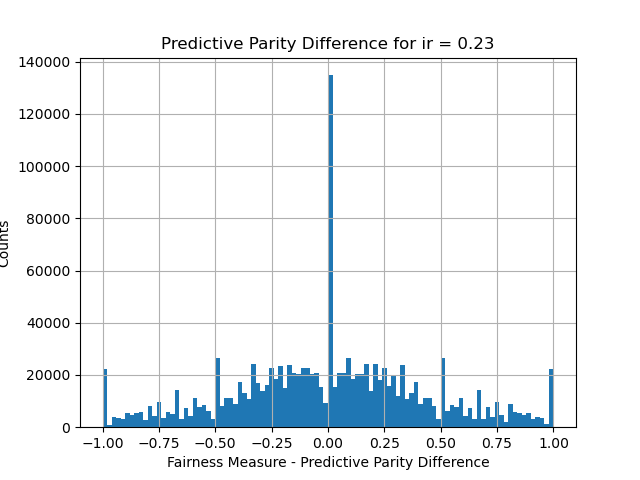 Predictive Parity Difference for ir = 0.23
140000
120000
100000
80000
60000
40000
20000
0
Counts
−1.00 −0.75 −0.50 −0.25 0.00 0.25 0.50 0.75 1.00
Fairness Measure - Predictive Parity Difference